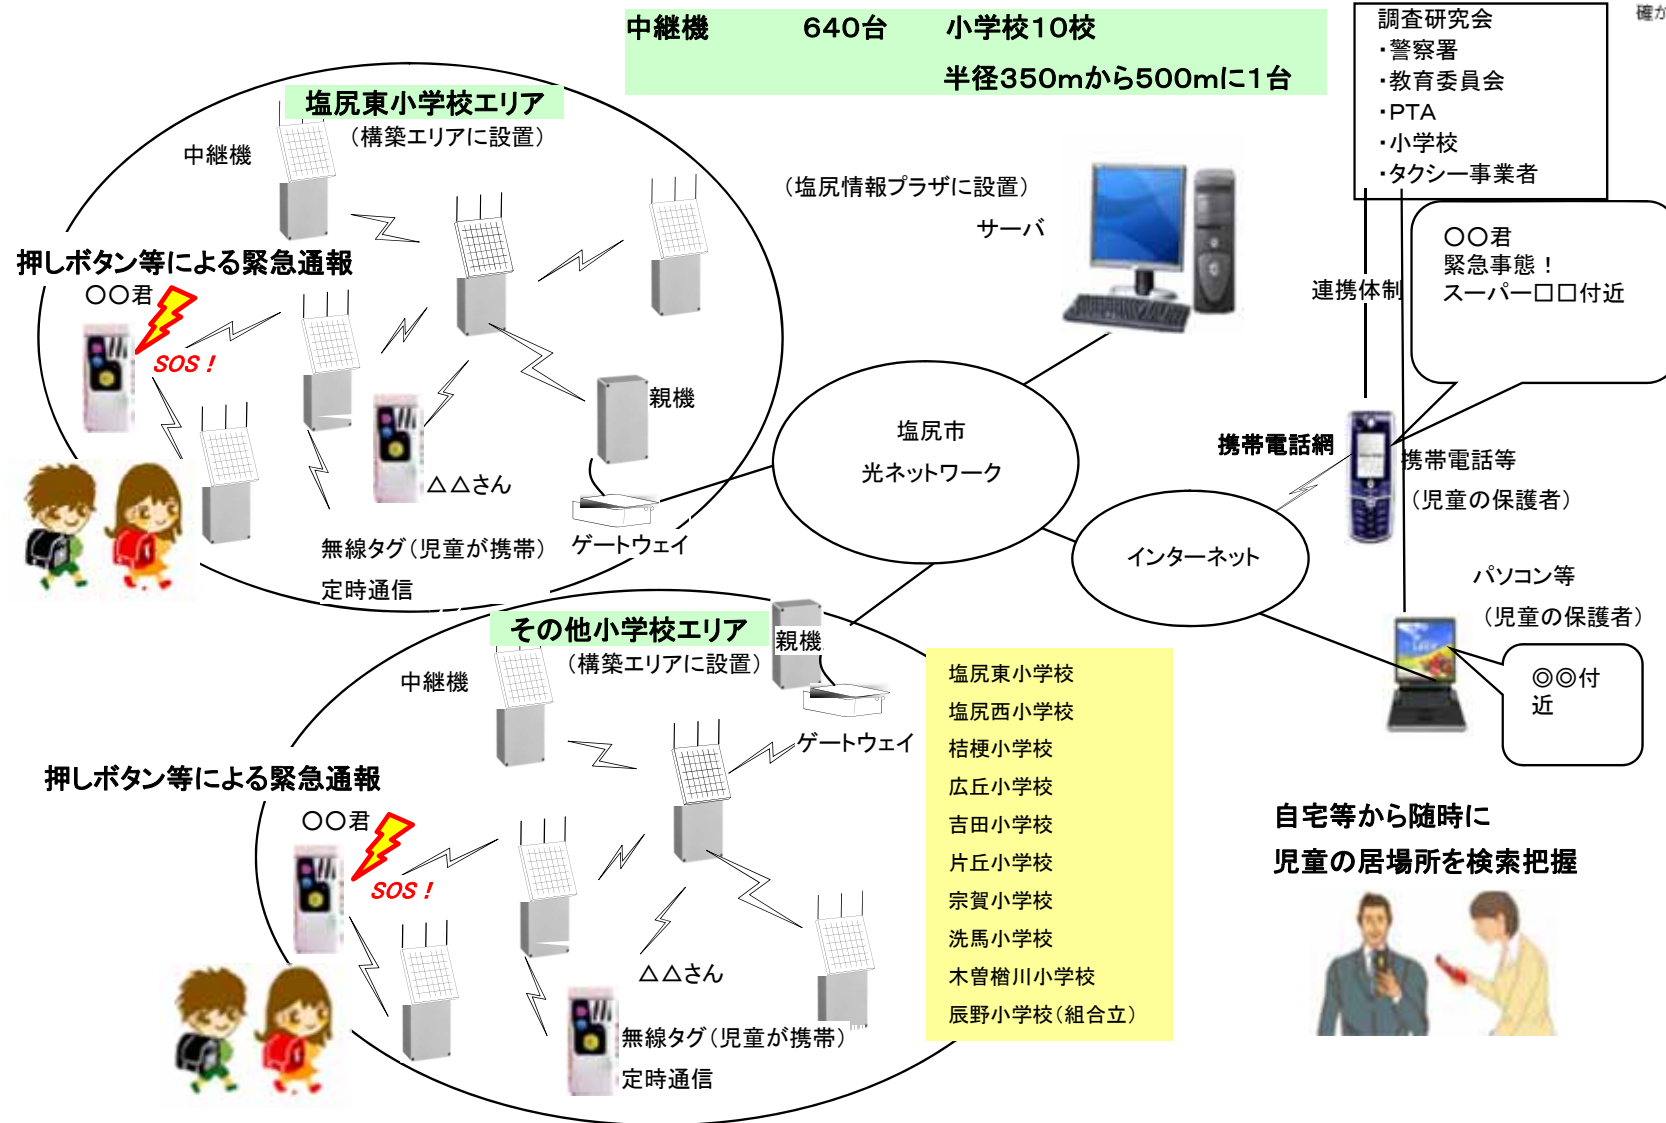 中継機 640台 小学校10校
半径350mから500mに1台
確か
調査研究会
・警察署
・教育委員会
・PTA
・小学校
・タクシー事業者
塩尻東小学校エリア
(構築エリアに設置)
中継機
(塩尻情報プラザに設置)
サーバ
押しボタン等による緊急通報
〇〇君
SOS!
連携体制
〇〇君
緊急事態!
スーパー□□付近
親機
塩尻市
光ネットワーク
携帯電話網
携帯電話等
(児童の保護者)
△△さん
無線タグ(児童が携帯)
定時通信
ゲートウェイ
インターネット
パソコン等
(児童の保護者)
◎◎付
近
その他小学校エリア
(構築エリアに設置)
親機
中継機
ゲートウェイ
塩尻東小学校
塩尻西小学校
桔梗小学校
広丘小学校
吉田小学校
片丘小学校
宗賀小学校
洗馬小学校
木曽楢川小学校
辰野小学校(組合立)
押しボタン等による緊急通報
〇〇君
SOS!
△△さん
無線タグ(児童が携帯)
定時通信
自宅等から随時に
児童の居場所を検索把握